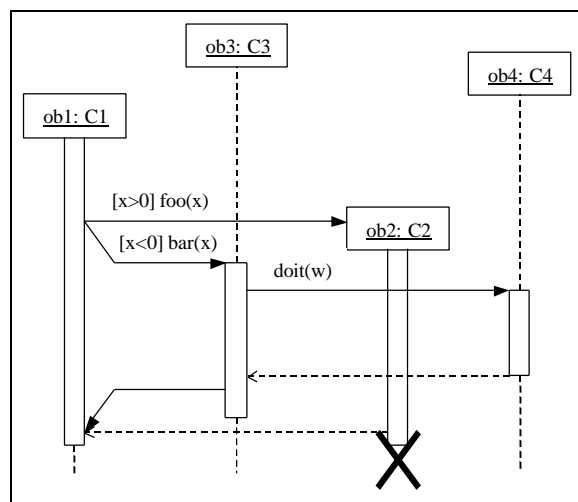 ob3: C3
ob4: C4
ob1: C1
[x>0] foo(x)
ob2: C2
[x<0] bar(x)
doit(w)